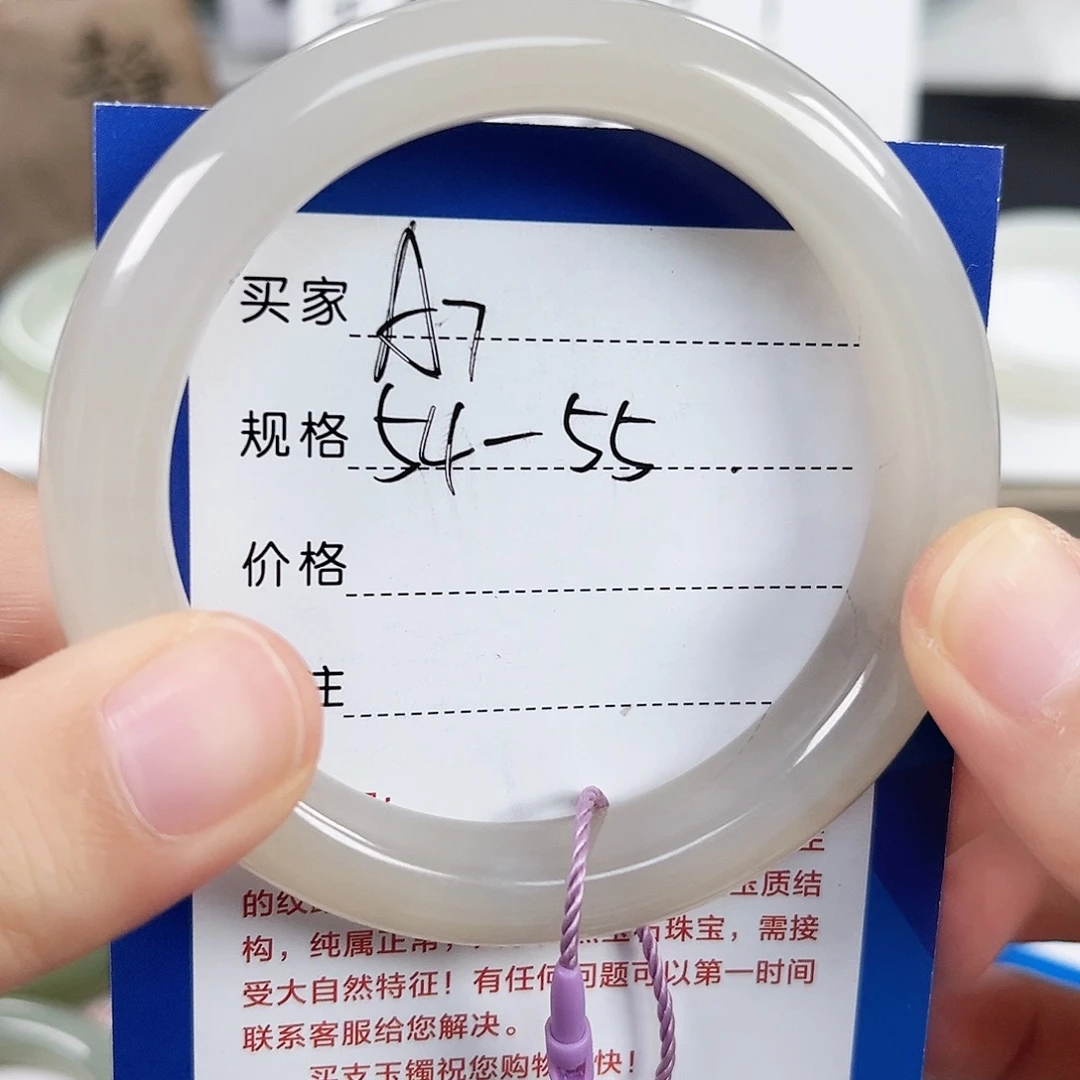 买家 A7
规格 54-55
价格
主
的纹
玉质结
构，纯属正常，珠宝，需接
受大自然特征！有任何问题可以第一时间
联系客服给您解决。
买支玉镯祝您购物快！